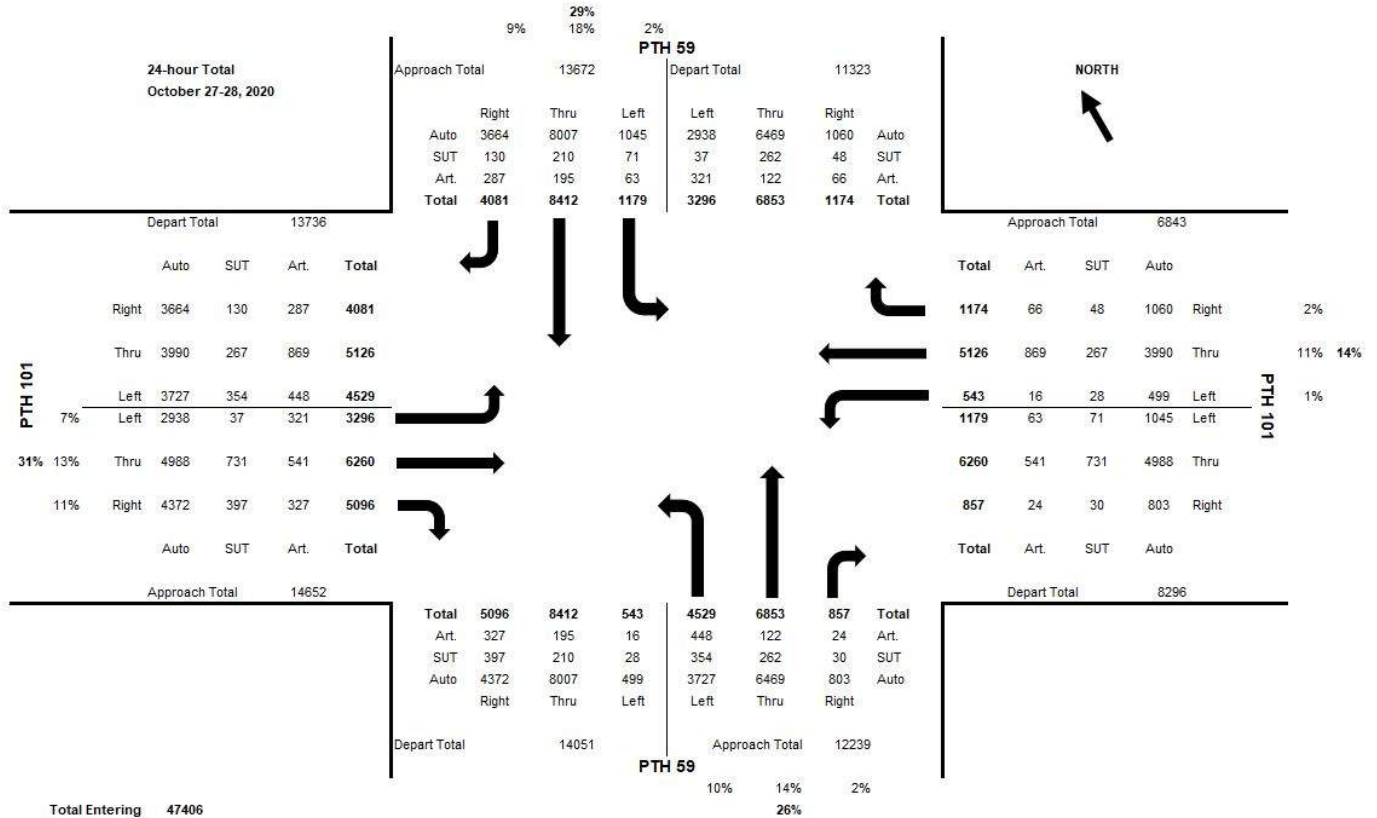 29%
9% 18% 2%
PTH 59
24-hour Total
October 27-28, 2020
Approach Total 13672 Depart Total 11323
NORTH
Right Thru Left Left Thru Right
Auto 3664 8007 1045 2938 6469 1060 Auto
SUT 130 210 71 37 262 48 SUT
Art. 287 195 63 321 122 66 Art.
Total 4081 8412 1179 3296 6853 1174 Total
Depart Total 13736 Approach Total 6843
Auto SUT Art. Total Total Art. SUT Auto
Right 3664 130 287 4081 1174 66 48 1060 Right 2%
Thru 3990 267 869 5126 5126 869 267 3990 Thru 11% 14%
PTH 101
Left 3727 354 448 4529 543 16 28 499 Left 1%
PTH 101
7% Left 2938 37 321 3296 1179 63 71 1045 Left
31% 13% Thru 4988 731 541 6260 6260 541 731 4988 Thru
11% Right 4372 397 327 5096 857 24 30 803 Right
Auto SUT Art. Total Total Art. SUT Auto
Approach Total 14652 Depart Total 8296
Total 5096 8412 543 4529 6853 857 Total
Art. 327 195 16 448 122 24 Art.
SUT 397 210 28 354 262 30 SUT
Auto 4372 8007 499 3727 6469 803 Auto
Right Thru Left Left Thru Right
Depart Total 14051 Approach Total 12239
PTH 59
10% 14% 2%
Total Entering 47406 26%